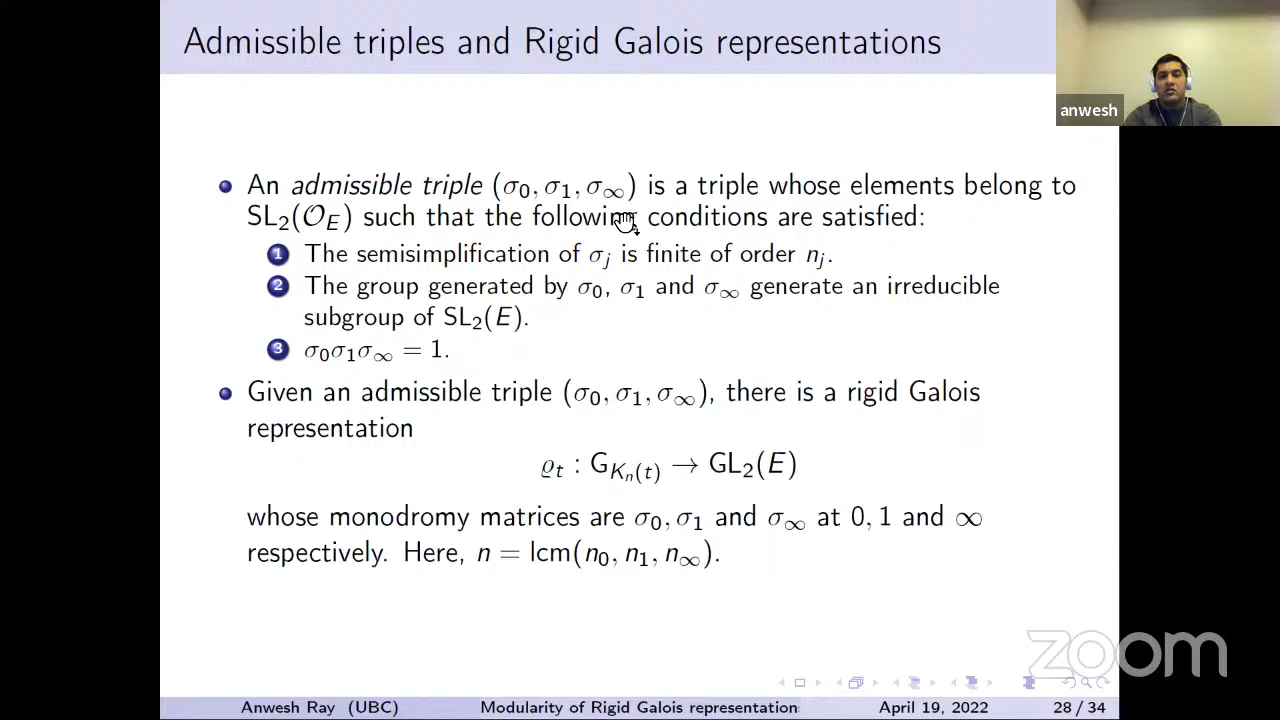 Admissible triples and Rigid Galois representations
anwesh
An admissible triple (σ₀, σ₁, σ∞) is a triple whose elements belong to
SL₂(𝒪_E) such that the following conditions are satisfied:
1 The semisimplification of σⱼ is finite of order nⱼ.
2 The group generated by σ₀, σ₁ and σ∞ generate an irreducible
subgroup of SL₂(E).
3 σ₀σ₁σ∞ = 1.
Given an admissible triple (σ₀, σ₁, σ∞), there is a rigid Galois
representation
ϱₜ : G_{Kₙ(t)} → GL₂(E)
whose monodromy matrices are σ₀, σ₁ and σ∞ at 0, 1 and ∞
respectively. Here, n = lcm(n₀, n₁, n∞).
zoom
Anwesh Ray (UBC) Modularity of Rigid Galois representation April 19, 2022 28 / 34